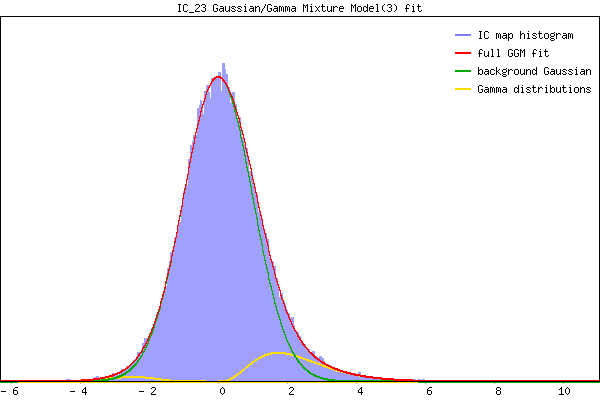 IC_23 Gaussian/Gamma Mixture Model(3) fit
IC map histogram
full GGM fit
background Gaussian
Gamma distributions
-6 -4 -2 0 2 4 6 8 10